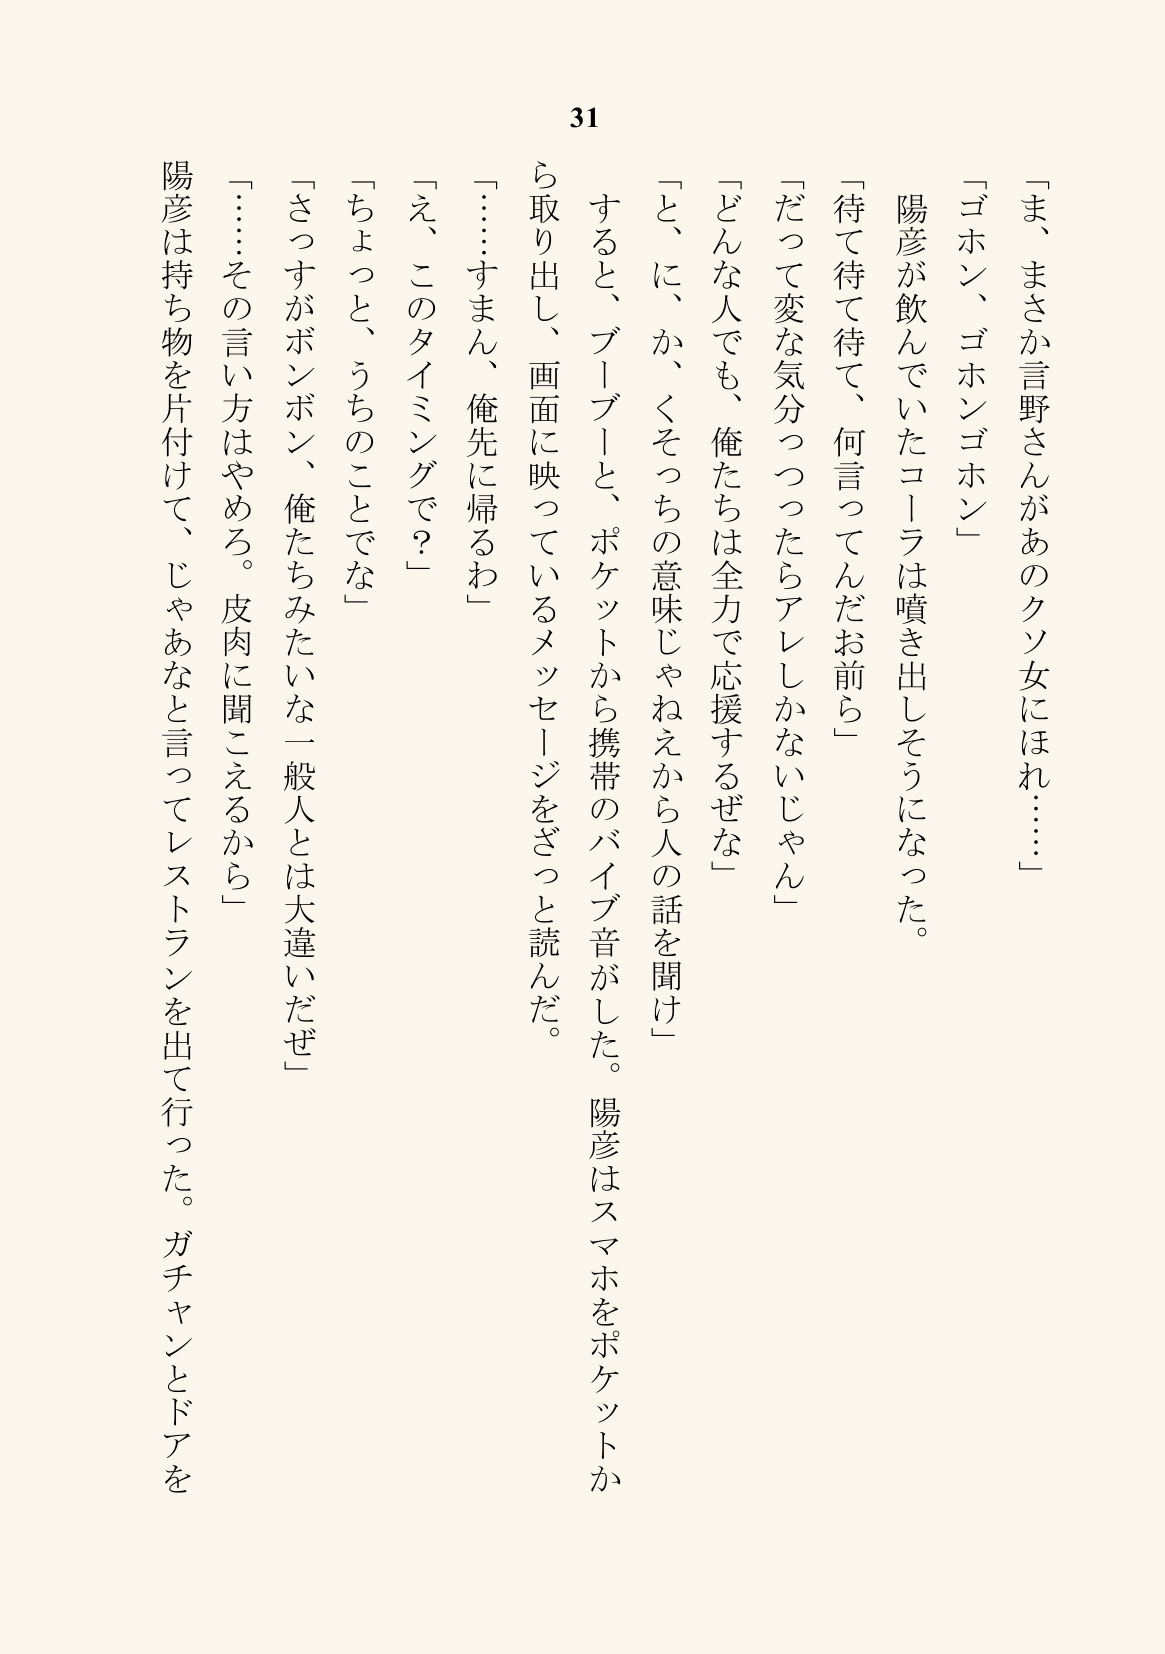 31
「ま、まさか言野さんがあのクソ女にほれ……」
「ゴホン、ゴホンゴホン」
　陽彦が飲んでいたコーラは噴き出しそうになった。
「待て待て待て、何言ってんだお前ら」
「だって変な気分っつったらアレしかないじゃん」
「どんな人でも、俺たちは全力で応援するぜな」
「と、に、か、くそっちの意味じゃねえから人の話を聞け」
　すると、ブーブーと、ポケットから携帯のバイブ音がした。陽彦はスマホをポケットか
ら取り出し、画面に映っているメッセージをざっと読んだ。
「……すまん、俺先に帰るわ」
「え、このタイミングで？」
「ちょっと、うちのことでな」
「さっすがボンボン、俺たちみたいな一般人とは大違いだぜ」
「……その言い方はやめろ。皮肉に聞こえるから」
陽彦は持ち物を片付けて、じゃあなと言ってレストランを出て行った。ガチャンとドアを